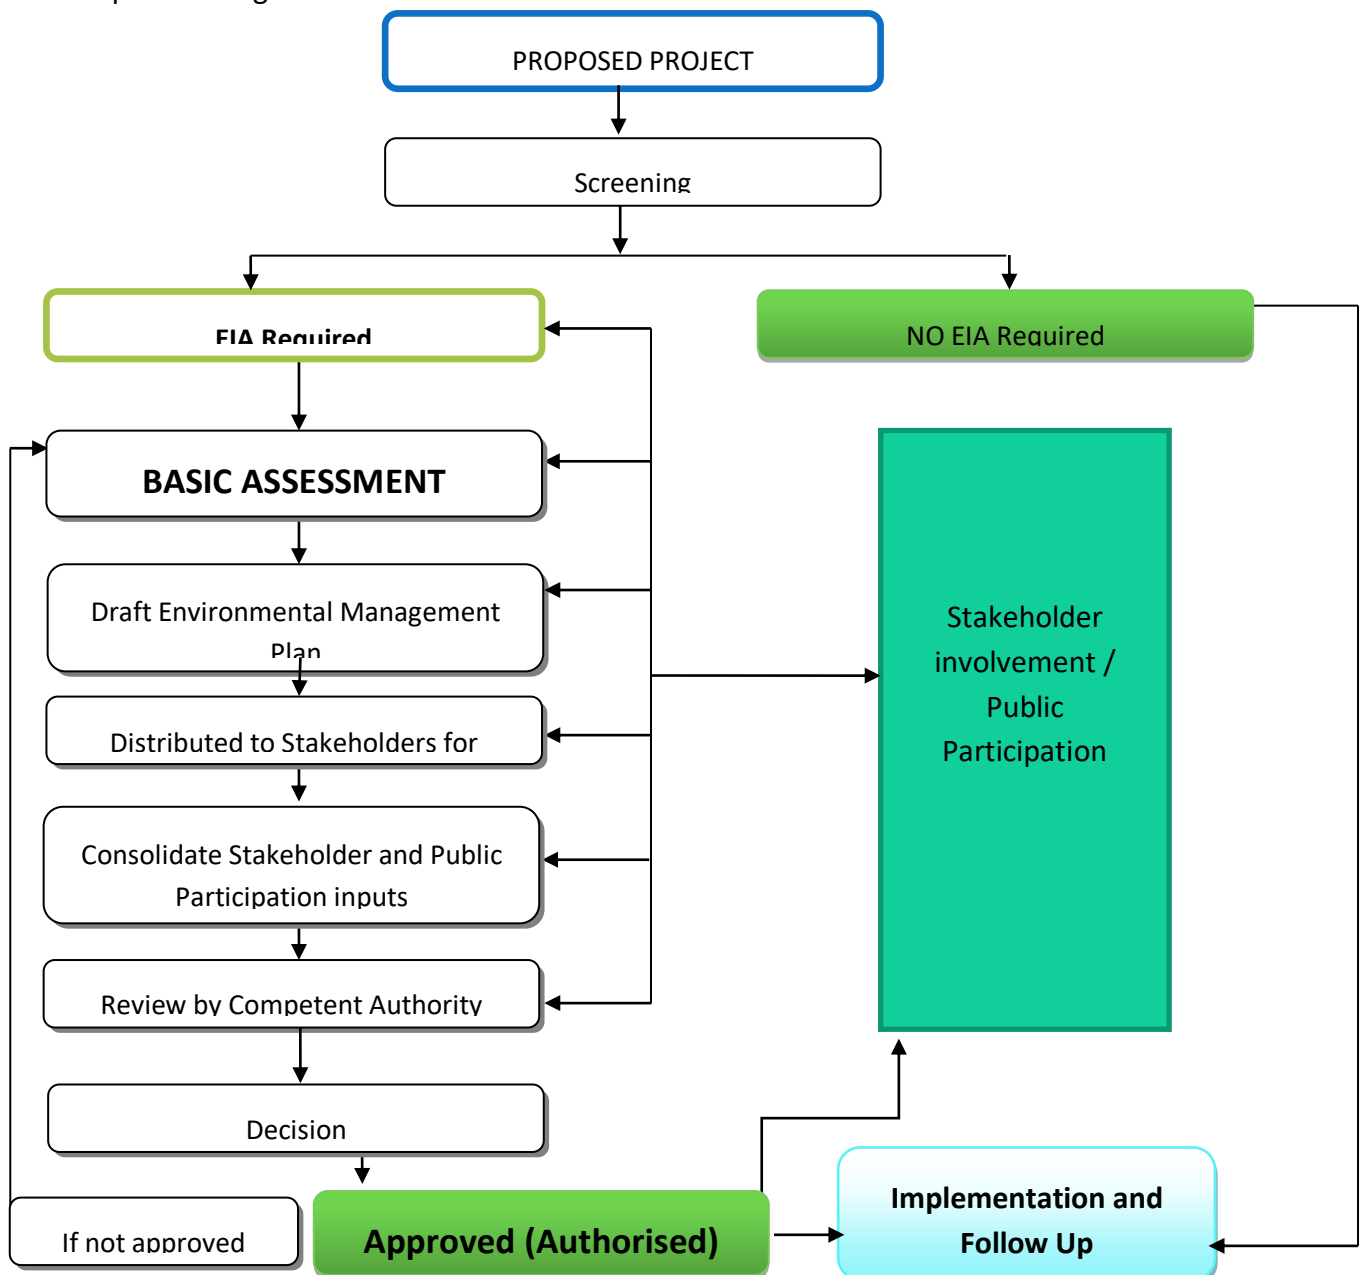 PROPOSED PROJECT
Screening
EIA Required
NO EIA Required
BASIC ASSESSMENT
Draft Environmental Management
Plan
Distributed to Stakeholders for
Consolidate Stakeholder and Public
Participation inputs
Review by Competent Authority
Decision
If not approved
Approved (Authorised)
Stakeholder
involvement /
Public
Participation
Implementation and
Follow Up